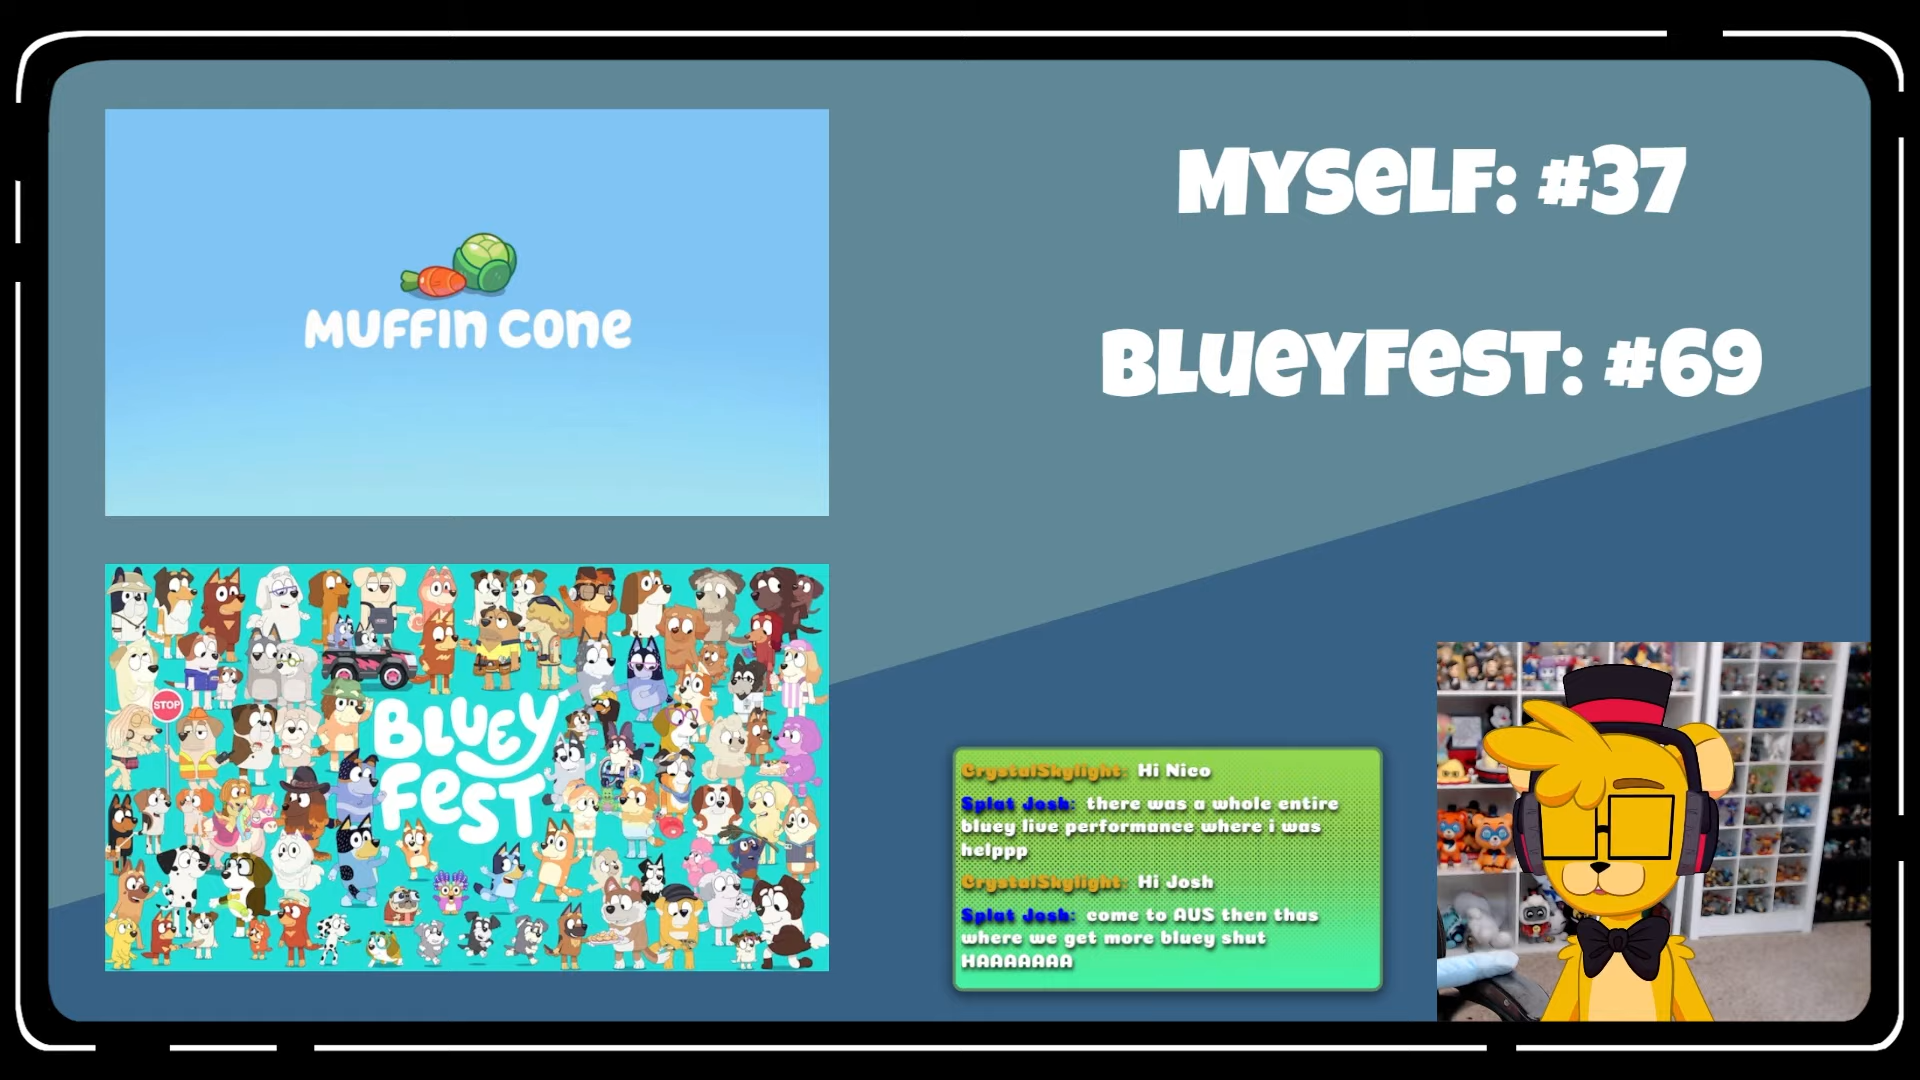 MUFFIN CONE
MYSELF: #37
BLUEYFEST: #69
STOP
BLUEY
FEST
CrystalSkylight: Hi Nico
Splat Josh: there was a whole entire
bluey live performance where i was
helppp
CrystalSkylight: Hi Josh
Splat Josh: come to AUS then thas
where we get more bluey shut
HAAAAAAA